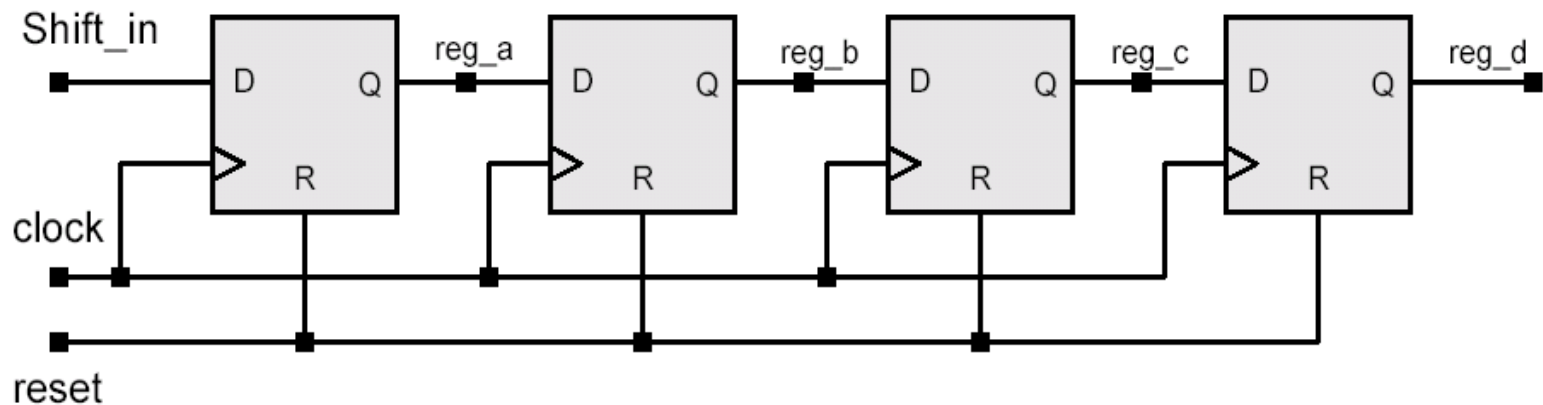 Shift_in
reg_a
reg_b
reg_c
reg_d
D Q
D Q
D Q
D Q
R
R
R
R
clock
reset